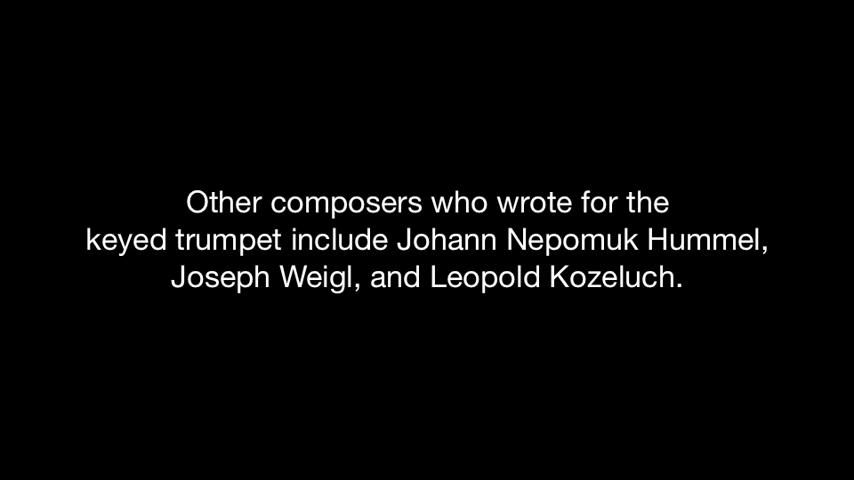 Other composers who wrote for the
keyed trumpet include Johann Nepomuk Hummel,
Joseph Weigl, and Leopold Kozeluch.